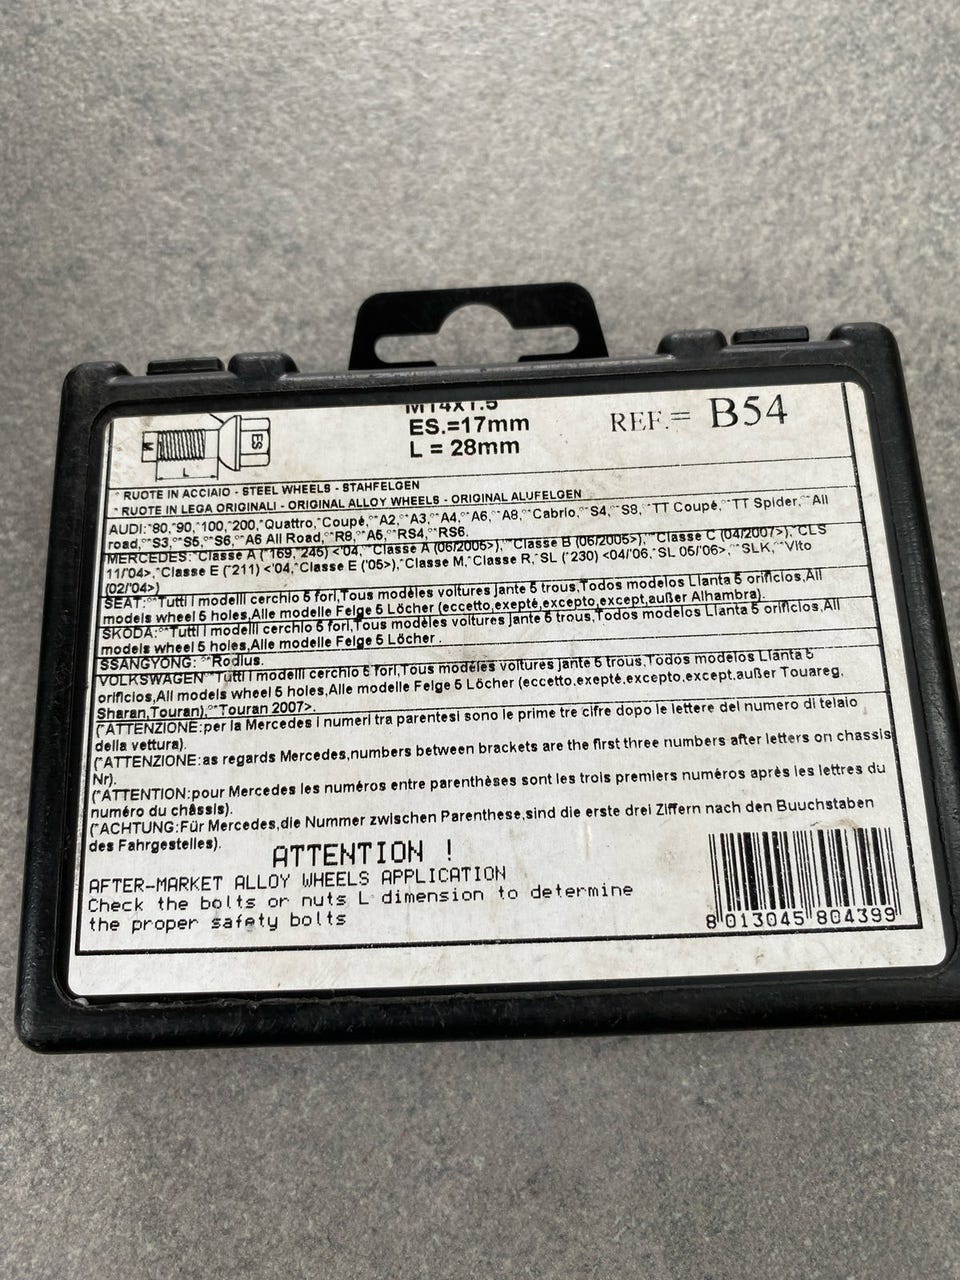 M14x1.5
ES.=17mm
L = 28mm
REF.= B54
M
L
ES
° RUOTE IN ACCIAIO - STEEL WHEELS - STAHFELGEN
* RUOTE IN LEGA ORIGINALI - ORIGINAL ALLOY WHEELS - ORIGINAL ALUFELGEN
AUDI:°*80,*90,*100,*200,°Quattro,°Coupé,°*A2,°*A3,°*A4,°*A6,°*A8,°Cabrio,°*S4,°*S8,°*TT Coupé,°*TT Spider,°*All
road,°*S3,°*S5,°*S6,°*A6 All Road,°*R8,°*A5,°*RS4,°*RS6.
MERCEDES:°*Classe A (*169,*245) <'04,°*Classe A (06/2005>),°*Classe B (06/2005>),°*Classe C (04/2007>),°*CLS
11/'04>,°*Classe E (*211) <'04,°*Classe E ('05>),°*Classe M,°*Classe R,°*SL (*230) <04/'06,°*SL 05/'06>,°*SLK,°*Vito
(02/'04>)
SEAT:°*Tutti i modelli cerchio 5 fori,Tous modèles voitures jante 5 trous,Todos modelos Llanta 5 orificios,All
models wheel 5 holes,Alle modelle Felge 5 Löcher (eccetto,exepté,excepto,except,außer Alhambra).
SKODA:°*Tutti i modelli cerchio 5 fori,Tous modèles voitures jante 5 trous,Todos modelos Llanta 5 orificios,All
models wheel 5 holes,Alle modelle Felge 5 Löcher .
SSANGYONG: °*Rodius.
VOLKSWAGEN°*Tutti i modelli cerchio 5 fori,Tous modèles voitures jante 5 trous,Todos modelos Llanta 5
orificios,All models wheel 5 holes,Alle modelle Felge 5 Löcher (eccetto,exepté,excepto,except,außer Touareg,
Sharan,Touran),°*Touran 2007>.
(*ATTENZIONE:per la Mercedes i numeri tra parentesi sono le prime tre cifre dopo le lettere del numero di telaio
della vettura).
(*ATTENZIONE:as regards Mercedes,numbers between brackets are the first three numbers after letters on chassis
Nr).
(*ATTENTION:pour Mercedes les numéros entre parenthèses sont les trois premiers numéros après les lettres du
numéro du châssis).
(*ACHTUNG:Für Mercedes,die Nummer zwischen Parenthese,sind die erste drei Ziffern nach den Buuchstaben
des Fahrgestelles).
ATTENTION !
AFTER-MARKET ALLOY WHEELS APPLICATION
Check the bolts or nuts L dimension to determine
the proper safety bolts
8 013045 804399